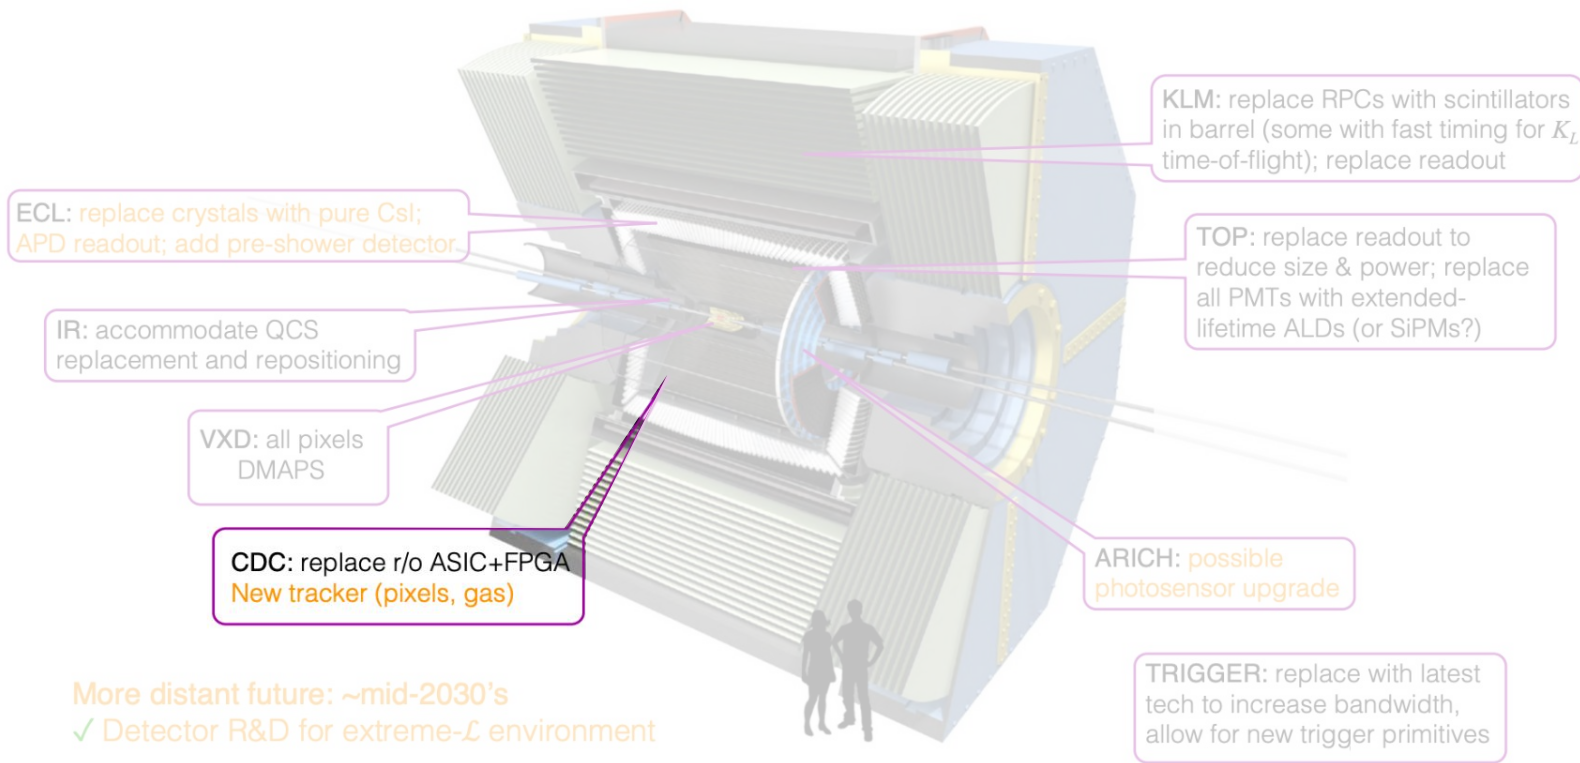 KLM: replace RPCs with scintillators
in barrel (some with fast timing for K_L
time-of-flight); replace readout
ECL: replace crystals with pure CsI;
APD readout; add pre-shower detector
TOP: replace readout to
reduce size & power; replace
all PMTs with extended-
lifetime ALDs (or SiPMs?)
IR: accommodate QCS
replacement and repositioning
VXD: all pixels
DMAPS
CDC: replace r/o ASIC+FPGA
New tracker (pixels, gas)
ARICH: possible
photosensor upgrade
More distant future: ~mid-2030's
✓ Detector R&D for extreme-ℒ environment
TRIGGER: replace with latest
tech to increase bandwidth,
allow for new trigger primitives